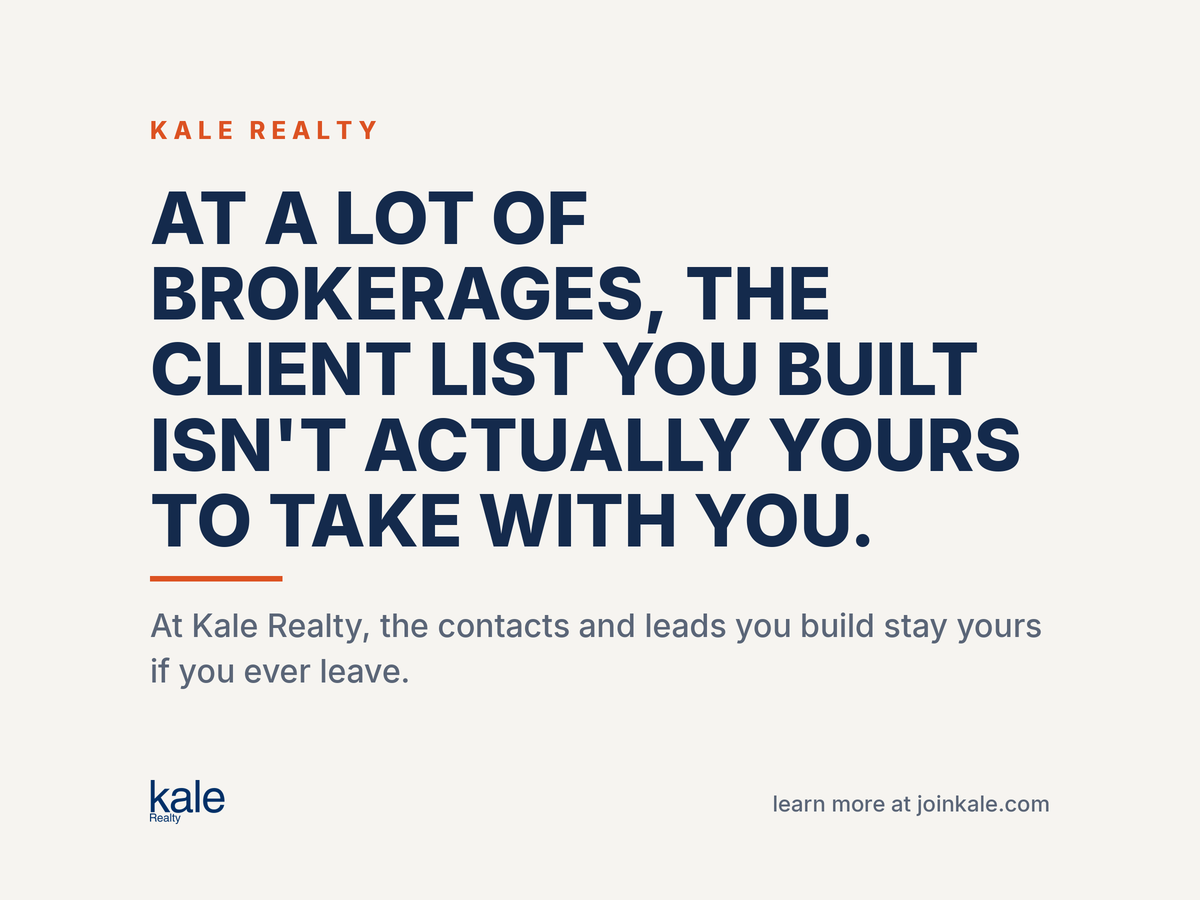 KALE REALTY
AT A LOT OF
BROKERAGES, THE
CLIENT LIST YOU BUILT
ISN'T ACTUALLY YOURS
TO TAKE WITH YOU.
At Kale Realty, the contacts and leads you build stay yours
if you ever leave.
kale
Realty
learn more at joinkale.com